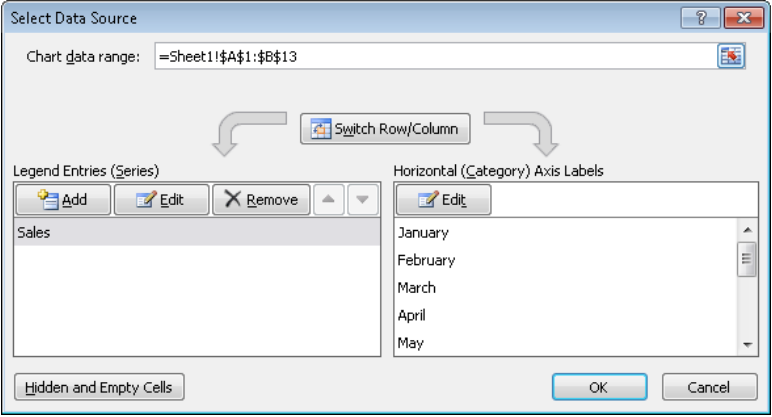 Select Data Source
Chart data range: =Sheet1!$A$1:$B$13
Switch Row/Column
Legend Entries (Series)
Add Edit Remove
Sales
Horizontal (Category) Axis Labels
Edit
January
February
March
April
May
Hidden and Empty Cells
OK Cancel